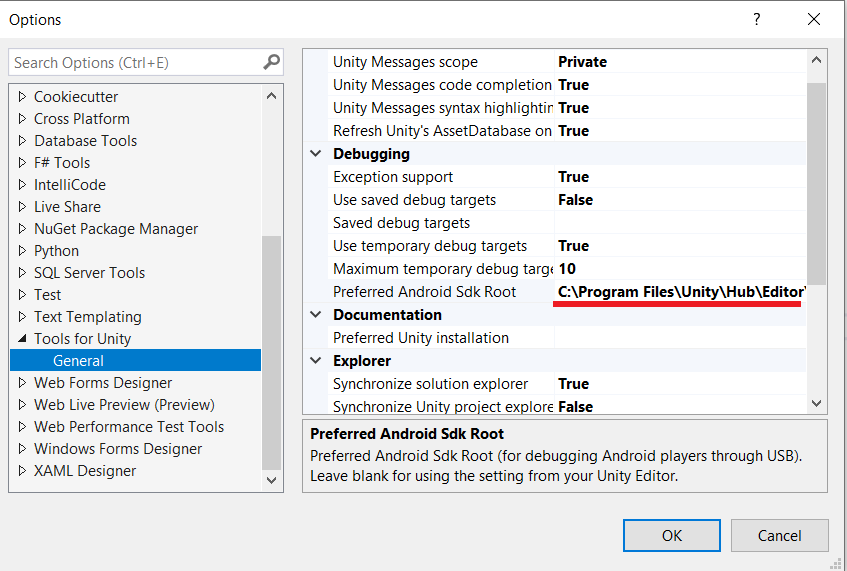 Options
?
Search Options (Ctrl+E)
Cookiecutter
Cross Platform
Database Tools
F# Tools
IntelliCode
Live Share
NuGet Package Manager
Python
SQL Server Tools
Test
Text Templating
Tools for Unity
General
Web Forms Designer
Web Live Preview (Preview)
Web Performance Test Tools
Windows Forms Designer
XAML Designer
Unity Messages scope Private
Unity Messages code completion True
Unity Messages syntax highlightin True
Refresh Unity's AssetDatabase on True
Debugging
Exception support True
Use saved debug targets False
Saved debug targets
Use temporary debug targets True
Maximum temporary debug targe 10
Preferred Android Sdk Root C:\Program Files\Unity\Hub\Editor\
Documentation
Preferred Unity installation
Explorer
Synchronize solution explorer True
Synchronize Unity project explore False
Preferred Android Sdk Root
Preferred Android Sdk Root (for debugging Android players through USB).
Leave blank for using the setting from your Unity Editor.
OK Cancel